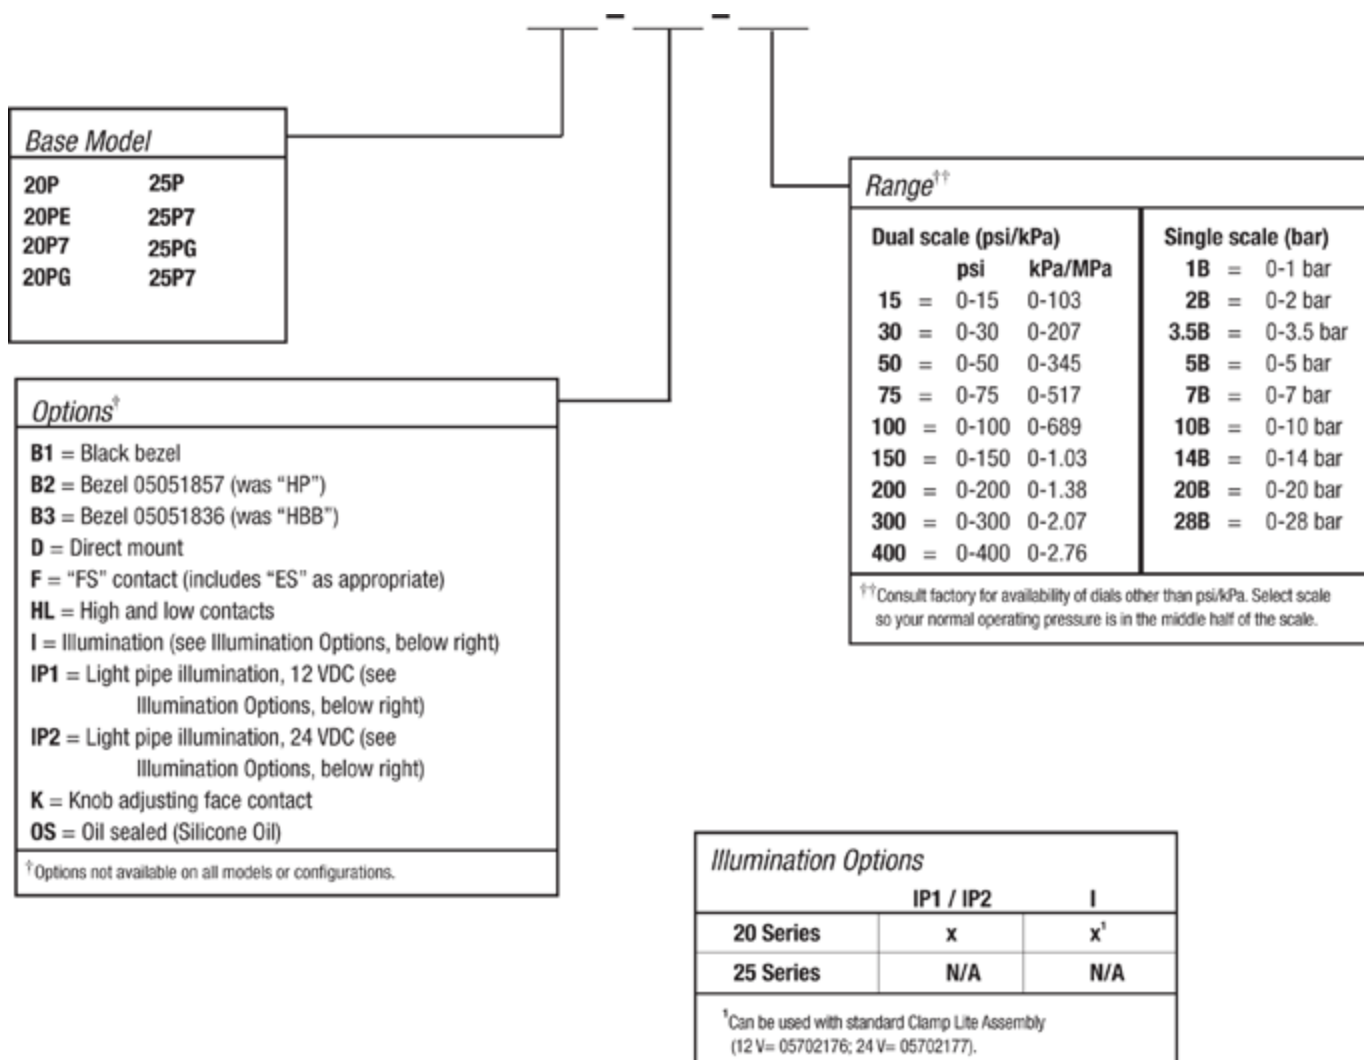 – –
Base Model
20P 25P
20PE 25P7
20P7 25PG
20PG 25P7
Options†
B1 = Black bezel
B2 = Bezel 05051857 (was “HP”)
B3 = Bezel 05051836 (was “HBB”)
D = Direct mount
F = “FS” contact (includes “ES” as appropriate)
HL = High and low contacts
I = Illumination (see Illumination Options, below right)
IP1 = Light pipe illumination, 12 VDC (see
Illumination Options, below right)
IP2 = Light pipe illumination, 24 VDC (see
Illumination Options, below right)
K = Knob adjusting face contact
OS = Oil sealed (Silicone Oil)
†Options not available on all models or configurations.
Range††
Dual scale (psi/kPa)
psi kPa/MPa
15 = 0-15 0-103
30 = 0-30 0-207
50 = 0-50 0-345
75 = 0-75 0-517
100 = 0-100 0-689
150 = 0-150 0-1.03
200 = 0-200 0-1.38
300 = 0-300 0-2.07
400 = 0-400 0-2.76
Single scale (bar)
1B = 0-1 bar
2B = 0-2 bar
3.5B = 0-3.5 bar
5B = 0-5 bar
7B = 0-7 bar
10B = 0-10 bar
14B = 0-14 bar
20B = 0-20 bar
28B = 0-28 bar
††Consult factory for availability of dials other than psi/kPa. Select scale
so your normal operating pressure is in the middle half of the scale.
Illumination Options
IP1 / IP2 I
20 Series x x¹
25 Series N/A N/A
¹Can be used with standard Clamp Lite Assembly
(12 V= 05702176; 24 V= 05702177).